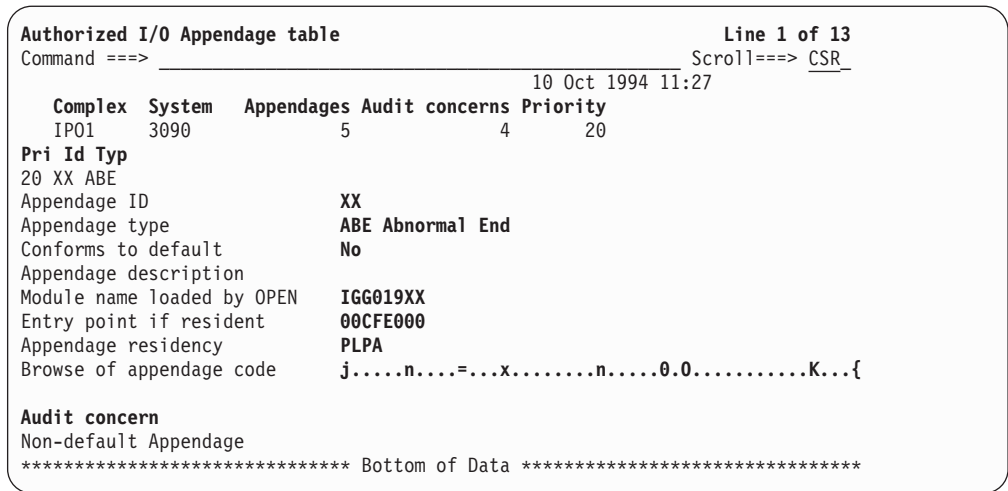 Authorized I/O Appendage table Line 1 of 13
Command ===> _________________________________________________ Scroll===> CSR_
10 Oct 1994 11:27
Complex System Appendages Audit concerns Priority
IPO1 3090 5 4 20
Pri Id Typ
20 XX ABE
Appendage ID XX
Appendage type ABE Abnormal End
Conforms to default No
Appendage description
Module name loaded by OPEN IGG019XX
Entry point if resident 00CFE000
Appendage residency PLPA
Browse of appendage code j.....n....=...x........n.....0.O...........K...{
Audit concern
Non-default Appendage
******************************* Bottom of Data ********************************